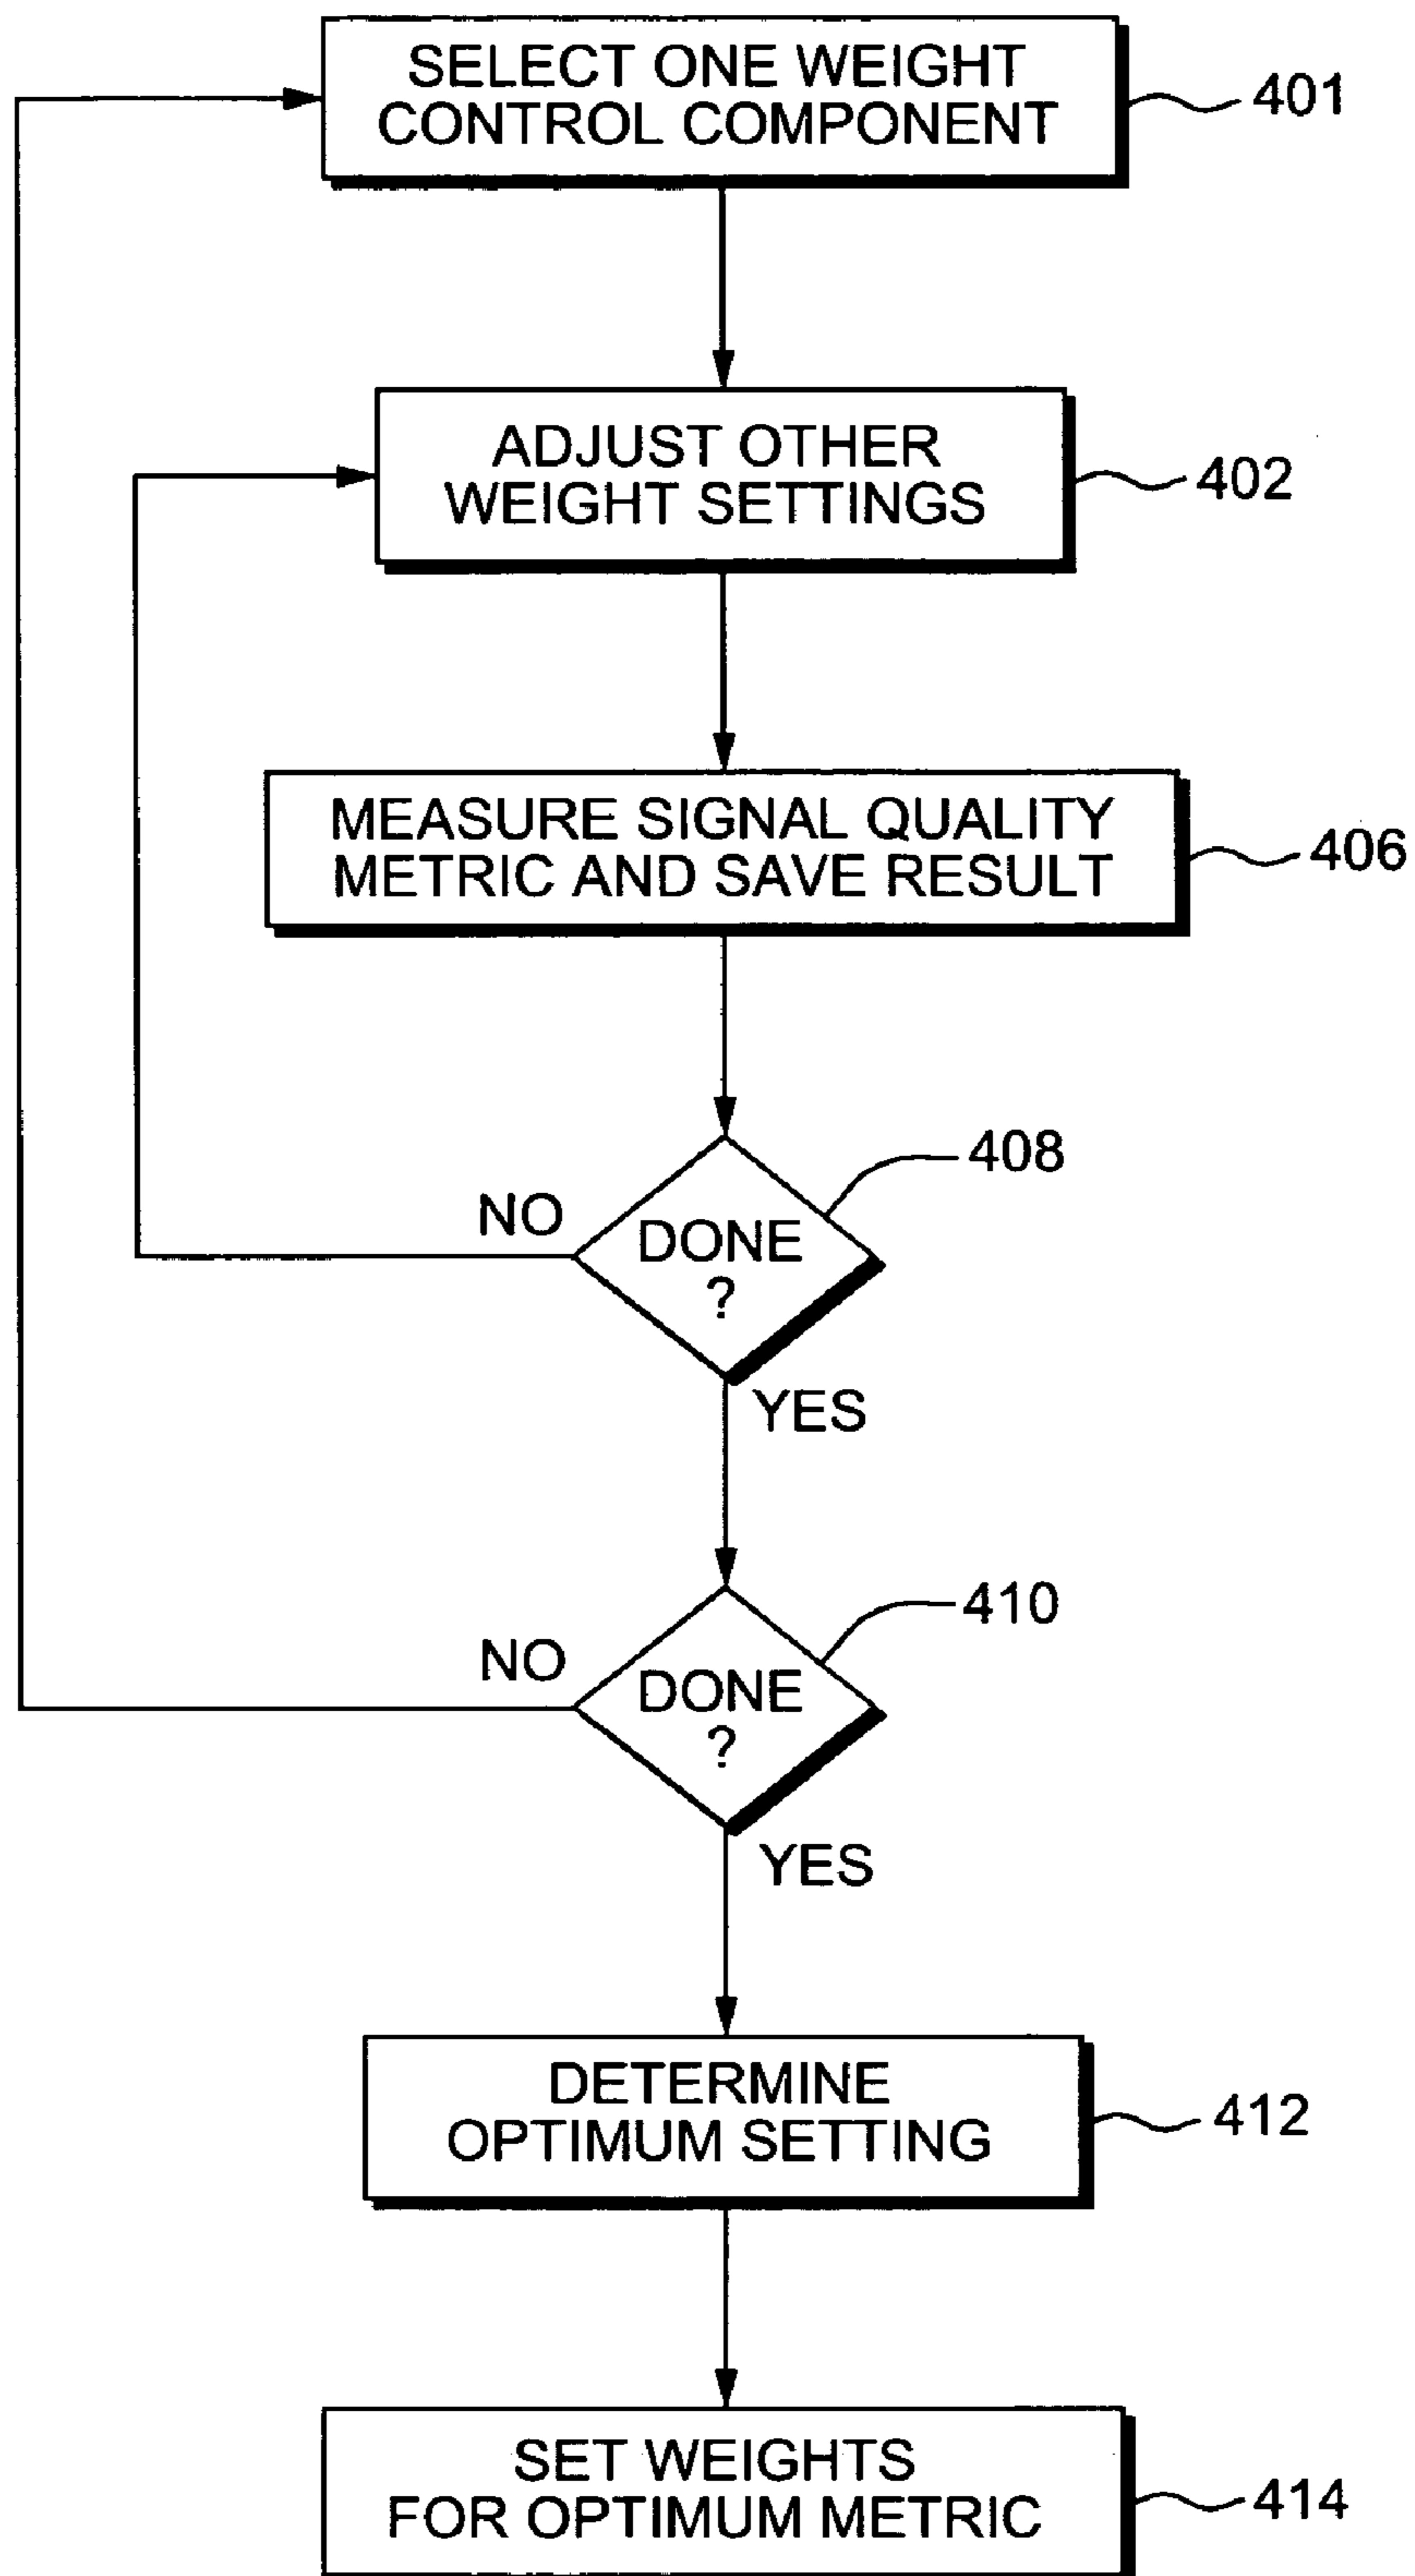 SELECT ONE WEIGHT
CONTROL COMPONENT
401
ADJUST OTHER
WEIGHT SETTINGS
402
MEASURE SIGNAL QUALITY
METRIC AND SAVE RESULT
406
408
NO
DONE
?
YES
410
NO
DONE
?
YES
DETERMINE
OPTIMUM SETTING
412
SET WEIGHTS
FOR OPTIMUM METRIC
414